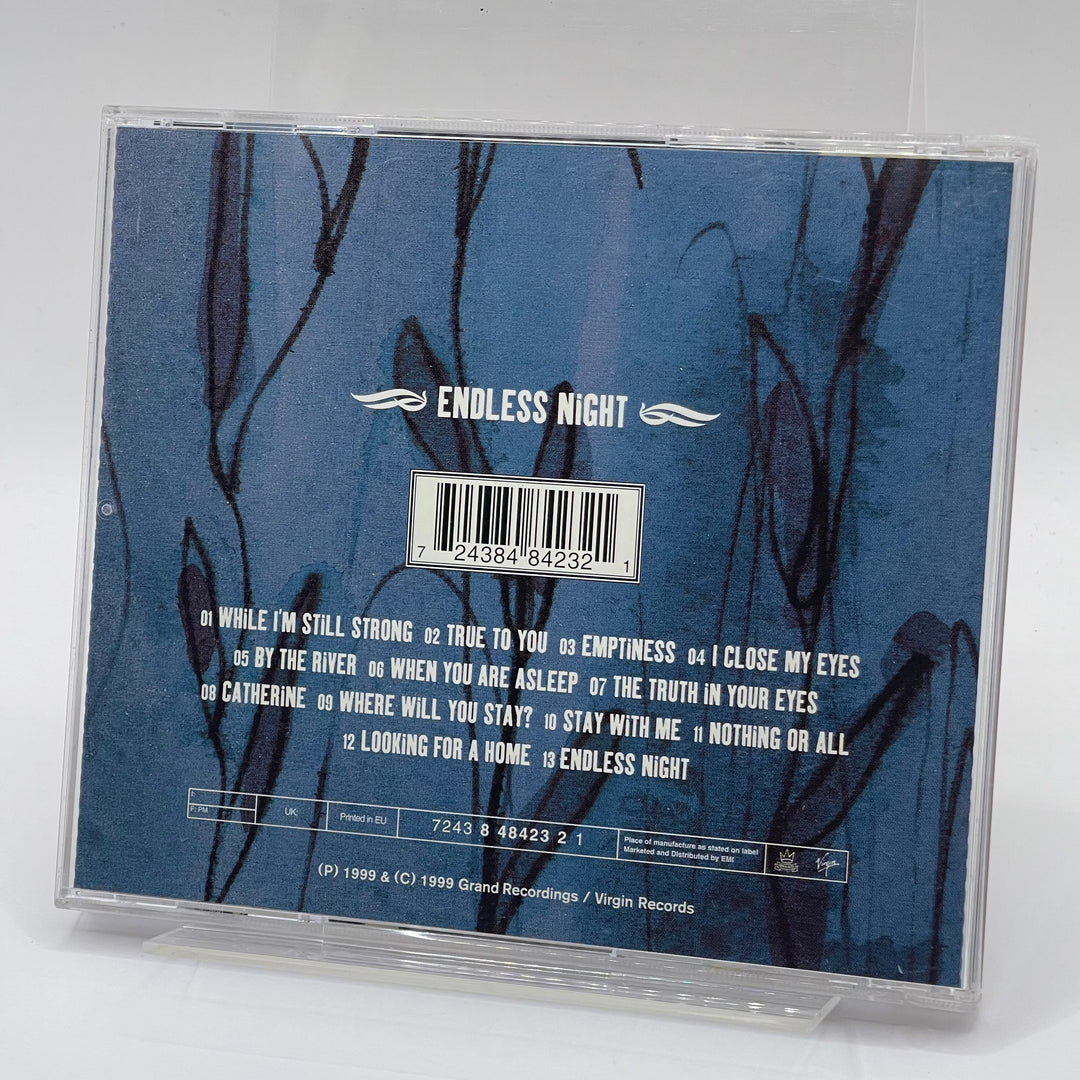 ENDLESS NiGHT
7 24384 84232 1
01 WHiLE I'M STiLL STRONG 02 TRUE TO YOU 03 EMPTiNESS 04 I CLOSE MY EYES
05 BY THE RiVER 06 WHEN YOU ARE ASLEEP 07 THE TRUTH IN YOUR EYES
08 CATHERiNE 09 WHERE WiLL YOU STAY? 10 STAY WiTH ME 11 NOTHiNG OR ALL
12 LOOKiNG FOR A HOME 13 ENDLESS NiGHT
F: PM
UK:
Printed in EU
7243 8 48423 2 1
Place of manufacture as stated on label
Marketed and Distributed by EMI
Virgin
(P) 1999 & (C) 1999 Grand Recordings / Virgin Records